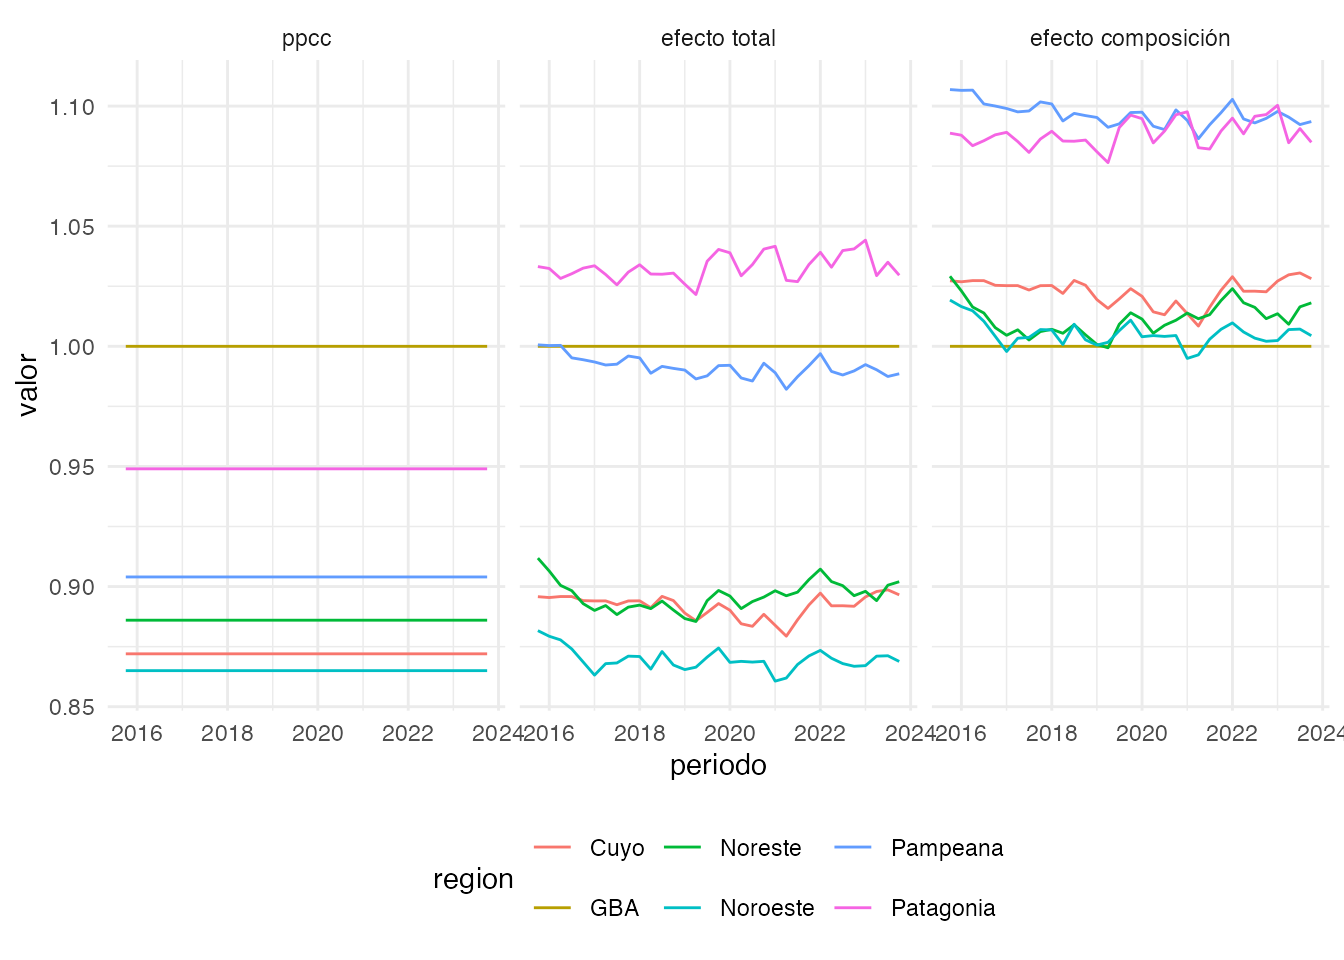 ppcc efecto total efecto composición
1.10
1.05
1.00
0.95
0.90
0.85
valor
2016 2018 2020 2022 2024 2016 2018 2020 2022 2024 2016 2018 2020 2022 2024
periodo
region
Cuyo Noreste Pampeana
GBA Noroeste Patagonia